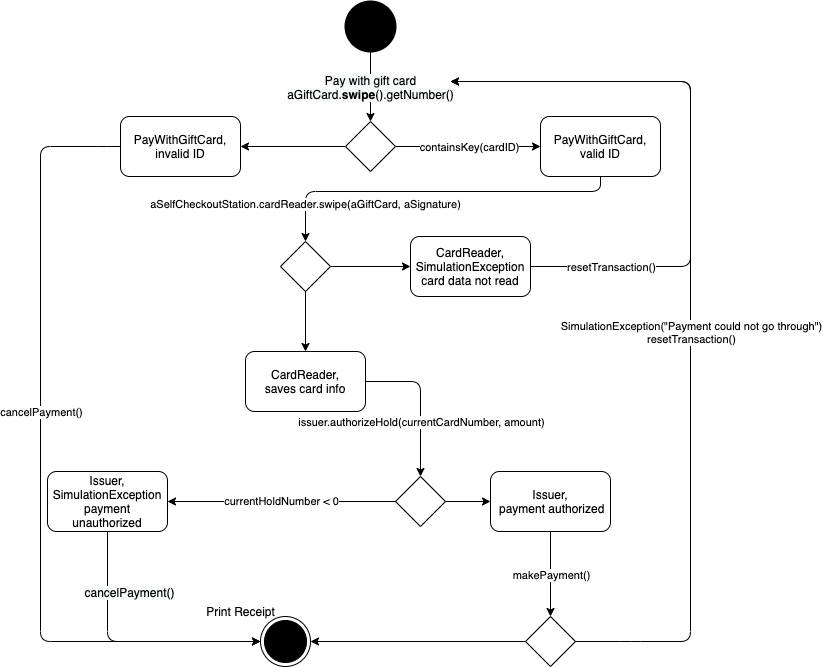 Pay with gift card
aGiftCard.swipe().getNumber()
PayWithGiftCard,
invalid ID
containsKey(cardID)
PayWithGiftCard,
valid ID
aSelfCheckoutStation.cardReader.swipe(aGiftCard, aSignature)
CardReader,
SimulationException
card data not read
resetTransaction()
SimulationException("Payment could not go through")
resetTransaction()
CardReader,
saves card info
cancelPayment()
issuer.authorizeHold(currentCardNumber, amount)
Issuer,
SimulationException
payment
unauthorized
currentHoldNumber < 0
Issuer,
payment authorized
makePayment()
cancelPayment()
Print Receipt